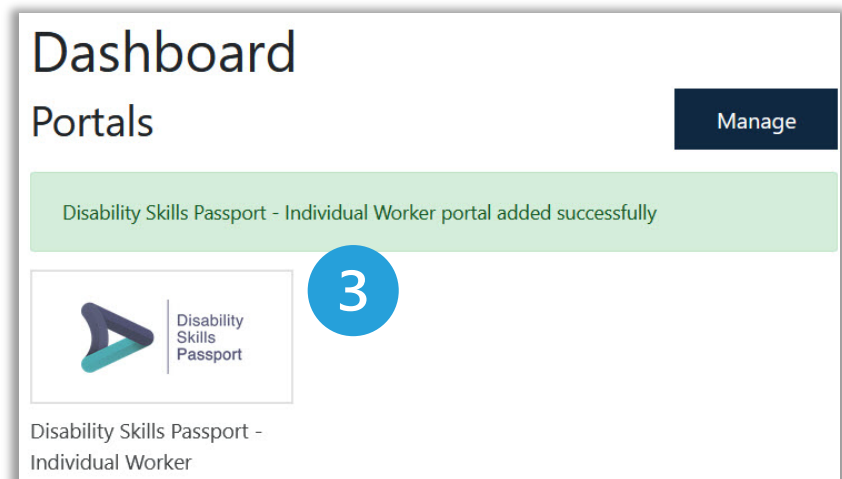 Dashboard
Portals
Manage
Disability Skills Passport - Individual Worker portal added successfully
3
Disability
Skills
Passport
Disability Skills Passport -
Individual Worker